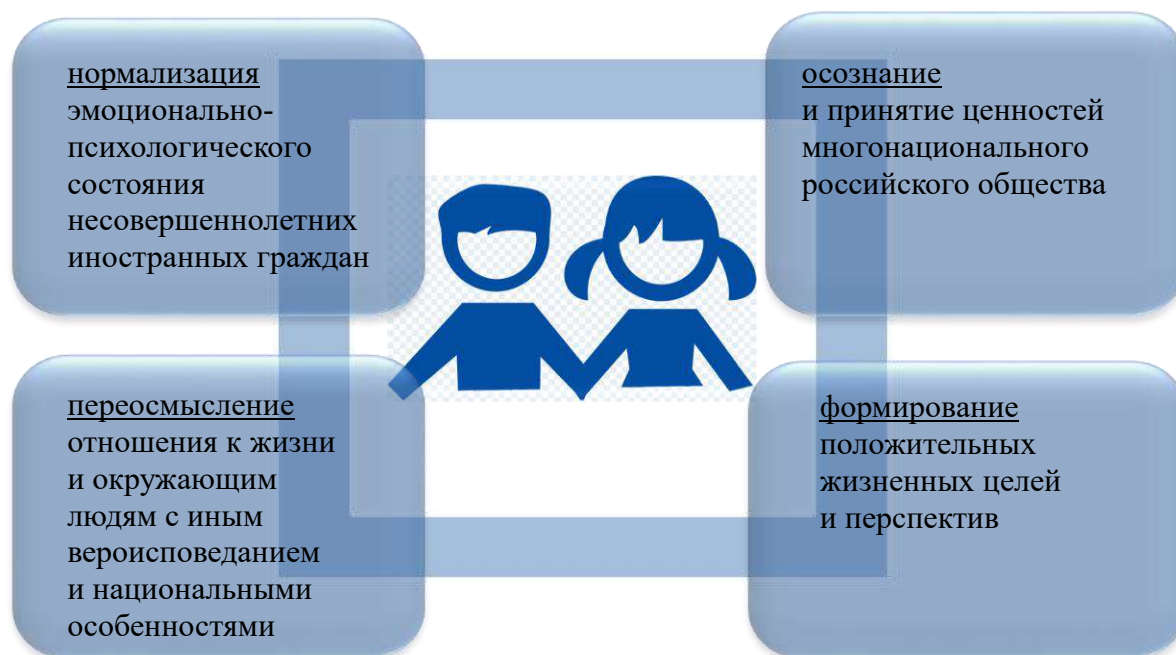 нормализация
эмоционально-
психологического
состояния
несовершеннолетних
иностранных граждан
осознание
и принятие ценностей
многонационального
российского общества
переосмысление
отношения к жизни
и окружающим
людям с иным
вероисповеданием
и национальными
особенностями
формирование
положительных
жизненных целей
и перспектив